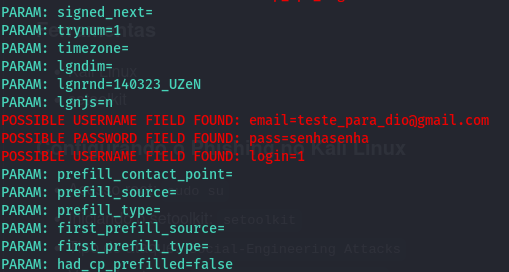 PARAM: signed_next=
PARAM: trynum=1
PARAM: timezone=
PARAM: lgndim=
PARAM: lgnrnd=140323_UZeN
PARAM: lgnjs=n
POSSIBLE USERNAME FIELD FOUND: email=teste_para_dio@gmail.com
POSSIBLE PASSWORD FIELD FOUND: pass=senhasenha
POSSIBLE USERNAME FIELD FOUND: login=1
PARAM: prefill_contact_point=
PARAM: prefill_source=
PARAM: prefill_type=
PARAM: first_prefill_source=
PARAM: first_prefill_type=
PARAM: had_cp_prefilled=false